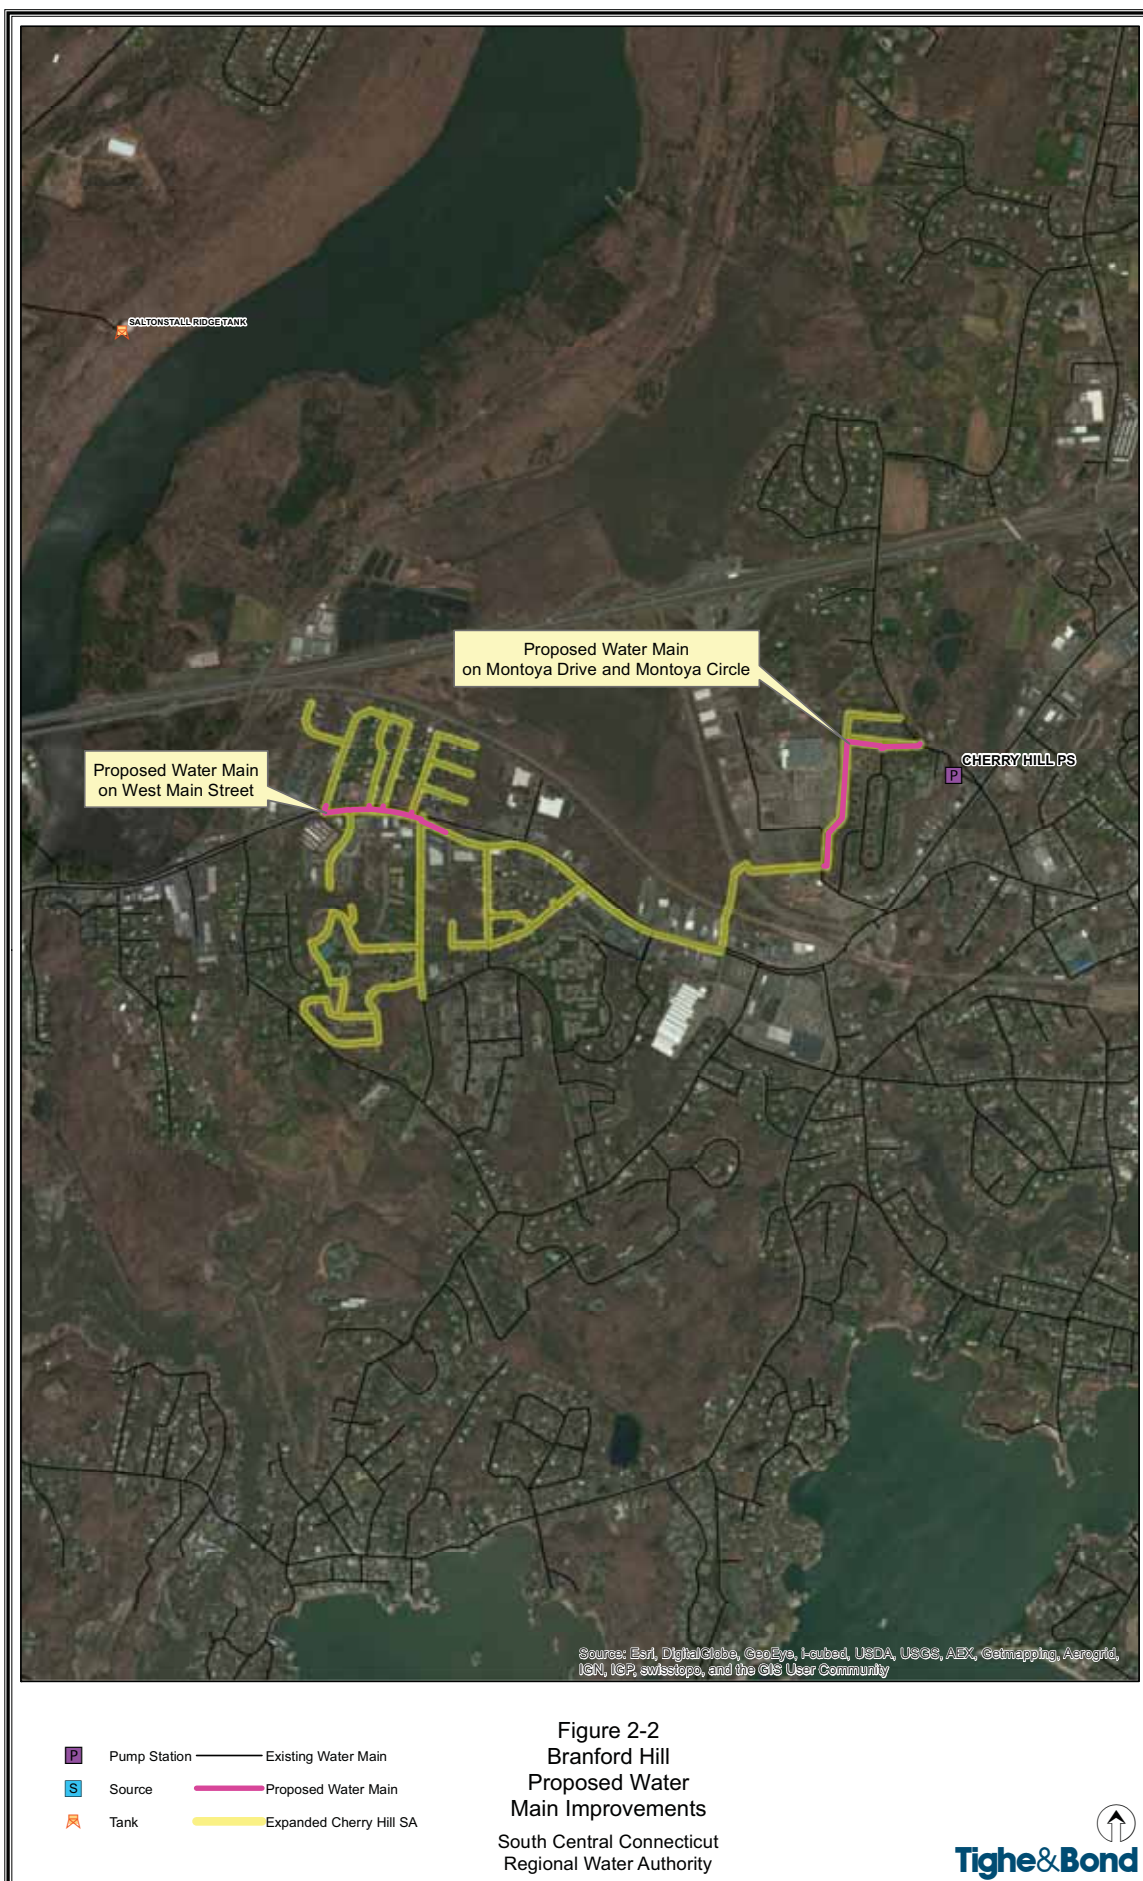 SALTONSTALL RIDGE TANK
Proposed Water Main
on Montoya Drive and Montoya Circle
CHERRY HILL PS
P
Proposed Water Main
on West Main Street
Source: Esri, DigitalGlobe, GeoEye, i-cubed, USDA, USGS, AEX, Getmapping, Aerogrid,
IGN, IGP, swisstopo, and the GIS User Community
P Pump Station Existing Water Main
S Source Proposed Water Main
Tank Expanded Cherry Hill SA
Figure 2-2
Branford Hill
Proposed Water
Main Improvements
South Central Connecticut
Regional Water Authority
Tighe&Bond